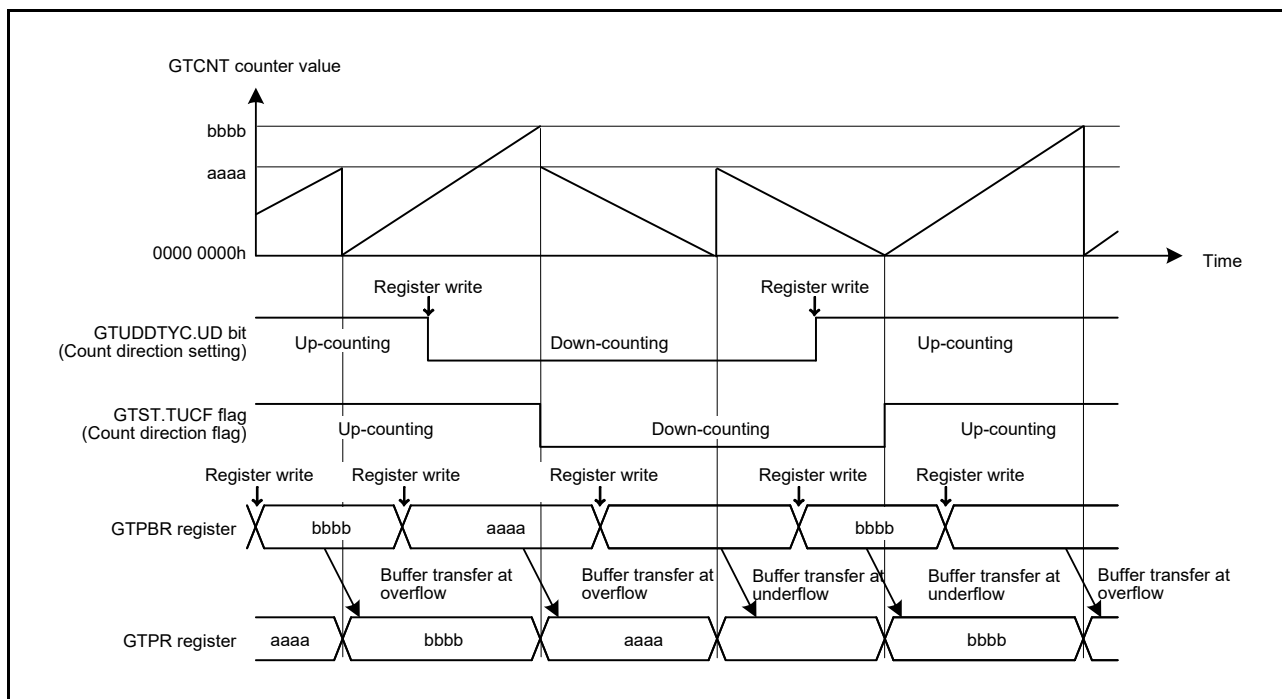 GTCNT counter value
bbbb
aaaa
0000 0000h
Time
Register write
Register write
GTUDDTYC.UD bit
(Count direction setting)
Up-counting
Down-counting
Up-counting
GTST.TUCF flag
(Count direction flag)
Up-counting
Down-counting
Up-counting
Register write
Register write
Register write
Register write
Register write
GTPBR register
bbbb
aaaa
bbbb
Buffer transfer at
overflow
Buffer transfer at
overflow
Buffer transfer at
underflow
Buffer transfer at
underflow
Buffer transfer at
overflow
GTPR register
aaaa
bbbb
aaaa
bbbb